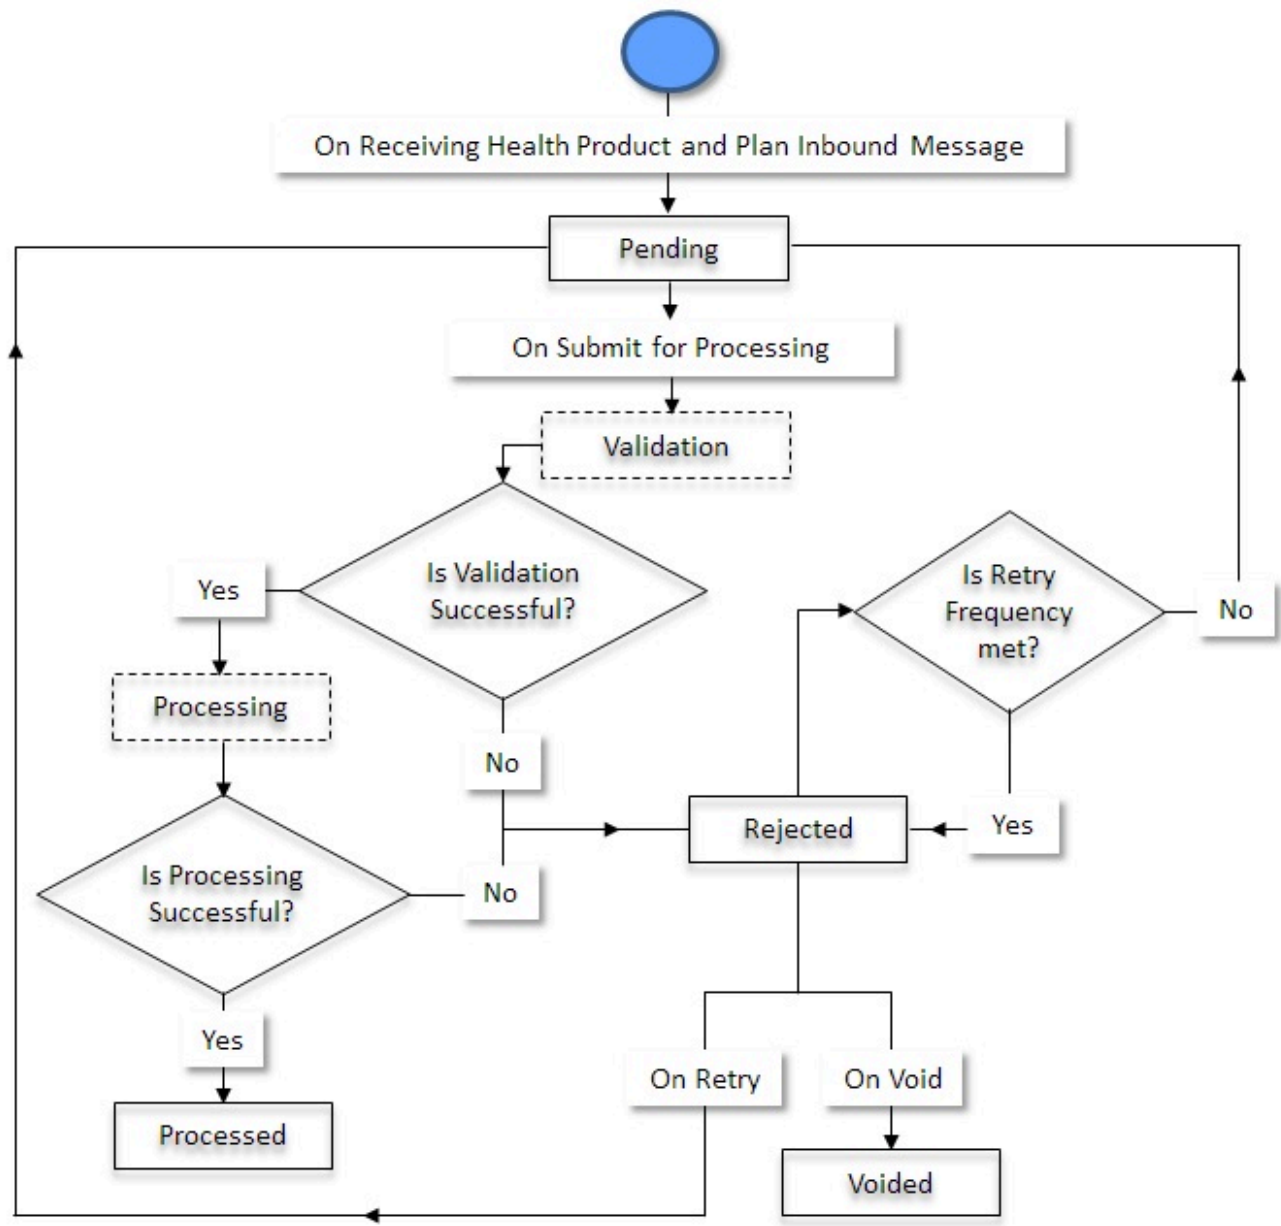 On Receiving Health Product and Plan Inbound Message
Pending
On Submit for Processing
Validation
Is Validation
Successful?
Yes
Is Retry
Frequency
met?
No
Processing
No
Rejected
Yes
Is Processing
Successful?
No
Yes
On Retry
On Void
Processed
Voided